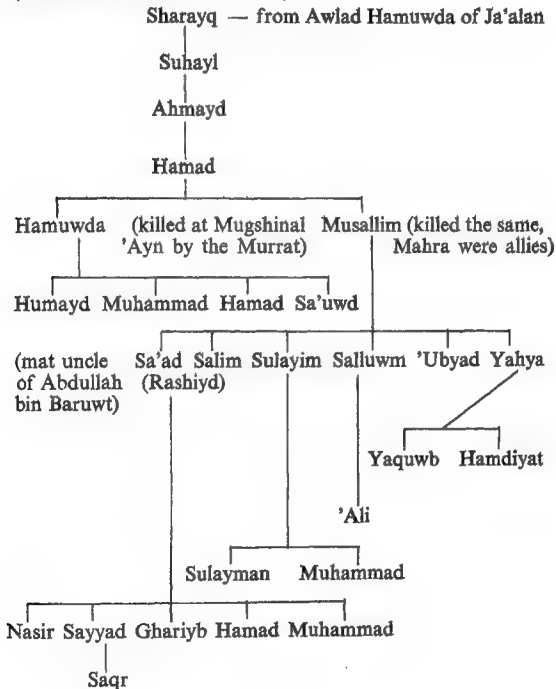 Sharayq — from Awlad Hamuwda of Ja'alan
Suhayl
Ahmayd
Hamad
Hamuwda (killed at Mugshinal Musallim (killed the same,
'Ayn by the Murrat) Mahra were allies)
Humayd Muhammad Hamad Sa'uwd
(mat uncle Sa'ad Salim Sulayim Salluwm 'Ubyad Yahya
of Abdullah (Rashiyd)
bin Baruwt)
Yaquwb Hamdiyat
'Ali
Sulayman Muhammad
Nasir Sayyad Ghariyb Hamad Muhammad
Saqr